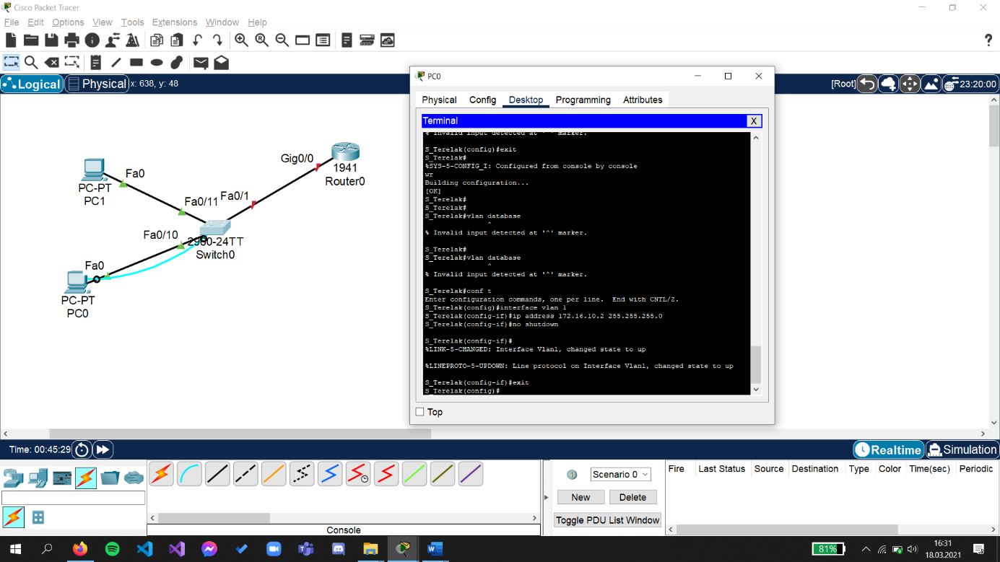 Cisco Packet Tracer
File Edit Options View Tools Extensions Window Help
Logical Physical x: 638, y: 48 [Root] 23:20:00
PC0
Physical Config Desktop Programming Attributes
Terminal X
% Invalid input detected at '^' marker.
S_Terelak(config)#exit
S_Terelak#
%SYS-5-CONFIG_I: Configured from console by console
wr
Building configuration...
[OK]
S_Terelak#
S_Terelak#
S_Terelak#vlan database
^
% Invalid input detected at '^' marker.
S_Terelak#
S_Terelak#vlan database
^
% Invalid input detected at '^' marker.
S_Terelak#conf t
Enter configuration commands, one per line. End with CNTL/Z.
S_Terelak(config)#interface vlan 1
S_Terelak(config-if)#ip address 172.16.10.2 255.255.255.0
S_Terelak(config-if)#no shutdown
S_Terelak(config-if)#
%LINK-5-CHANGED: Interface Vlan1, changed state to up
%LINEPROTO-5-UPDOWN: Line protocol on Interface Vlan1, changed state to up
S_Terelak(config-if)#exit
S_Terelak(config)#
Top
Gig0/0
1941
Router0
Fa0
PC-PT
PC1
Fa0/11 Fa0/1
Fa0/10
2960-24TT
Switch0
Fa0
PC-PT
PC0
Time: 00:45:29 Realtime Simulation
Scenario 0
New Delete
Toggle PDU List Window
Fire Last Status Source Destination Type Color Time(sec) Periodic
Console
81%
16:31
18.03.2021